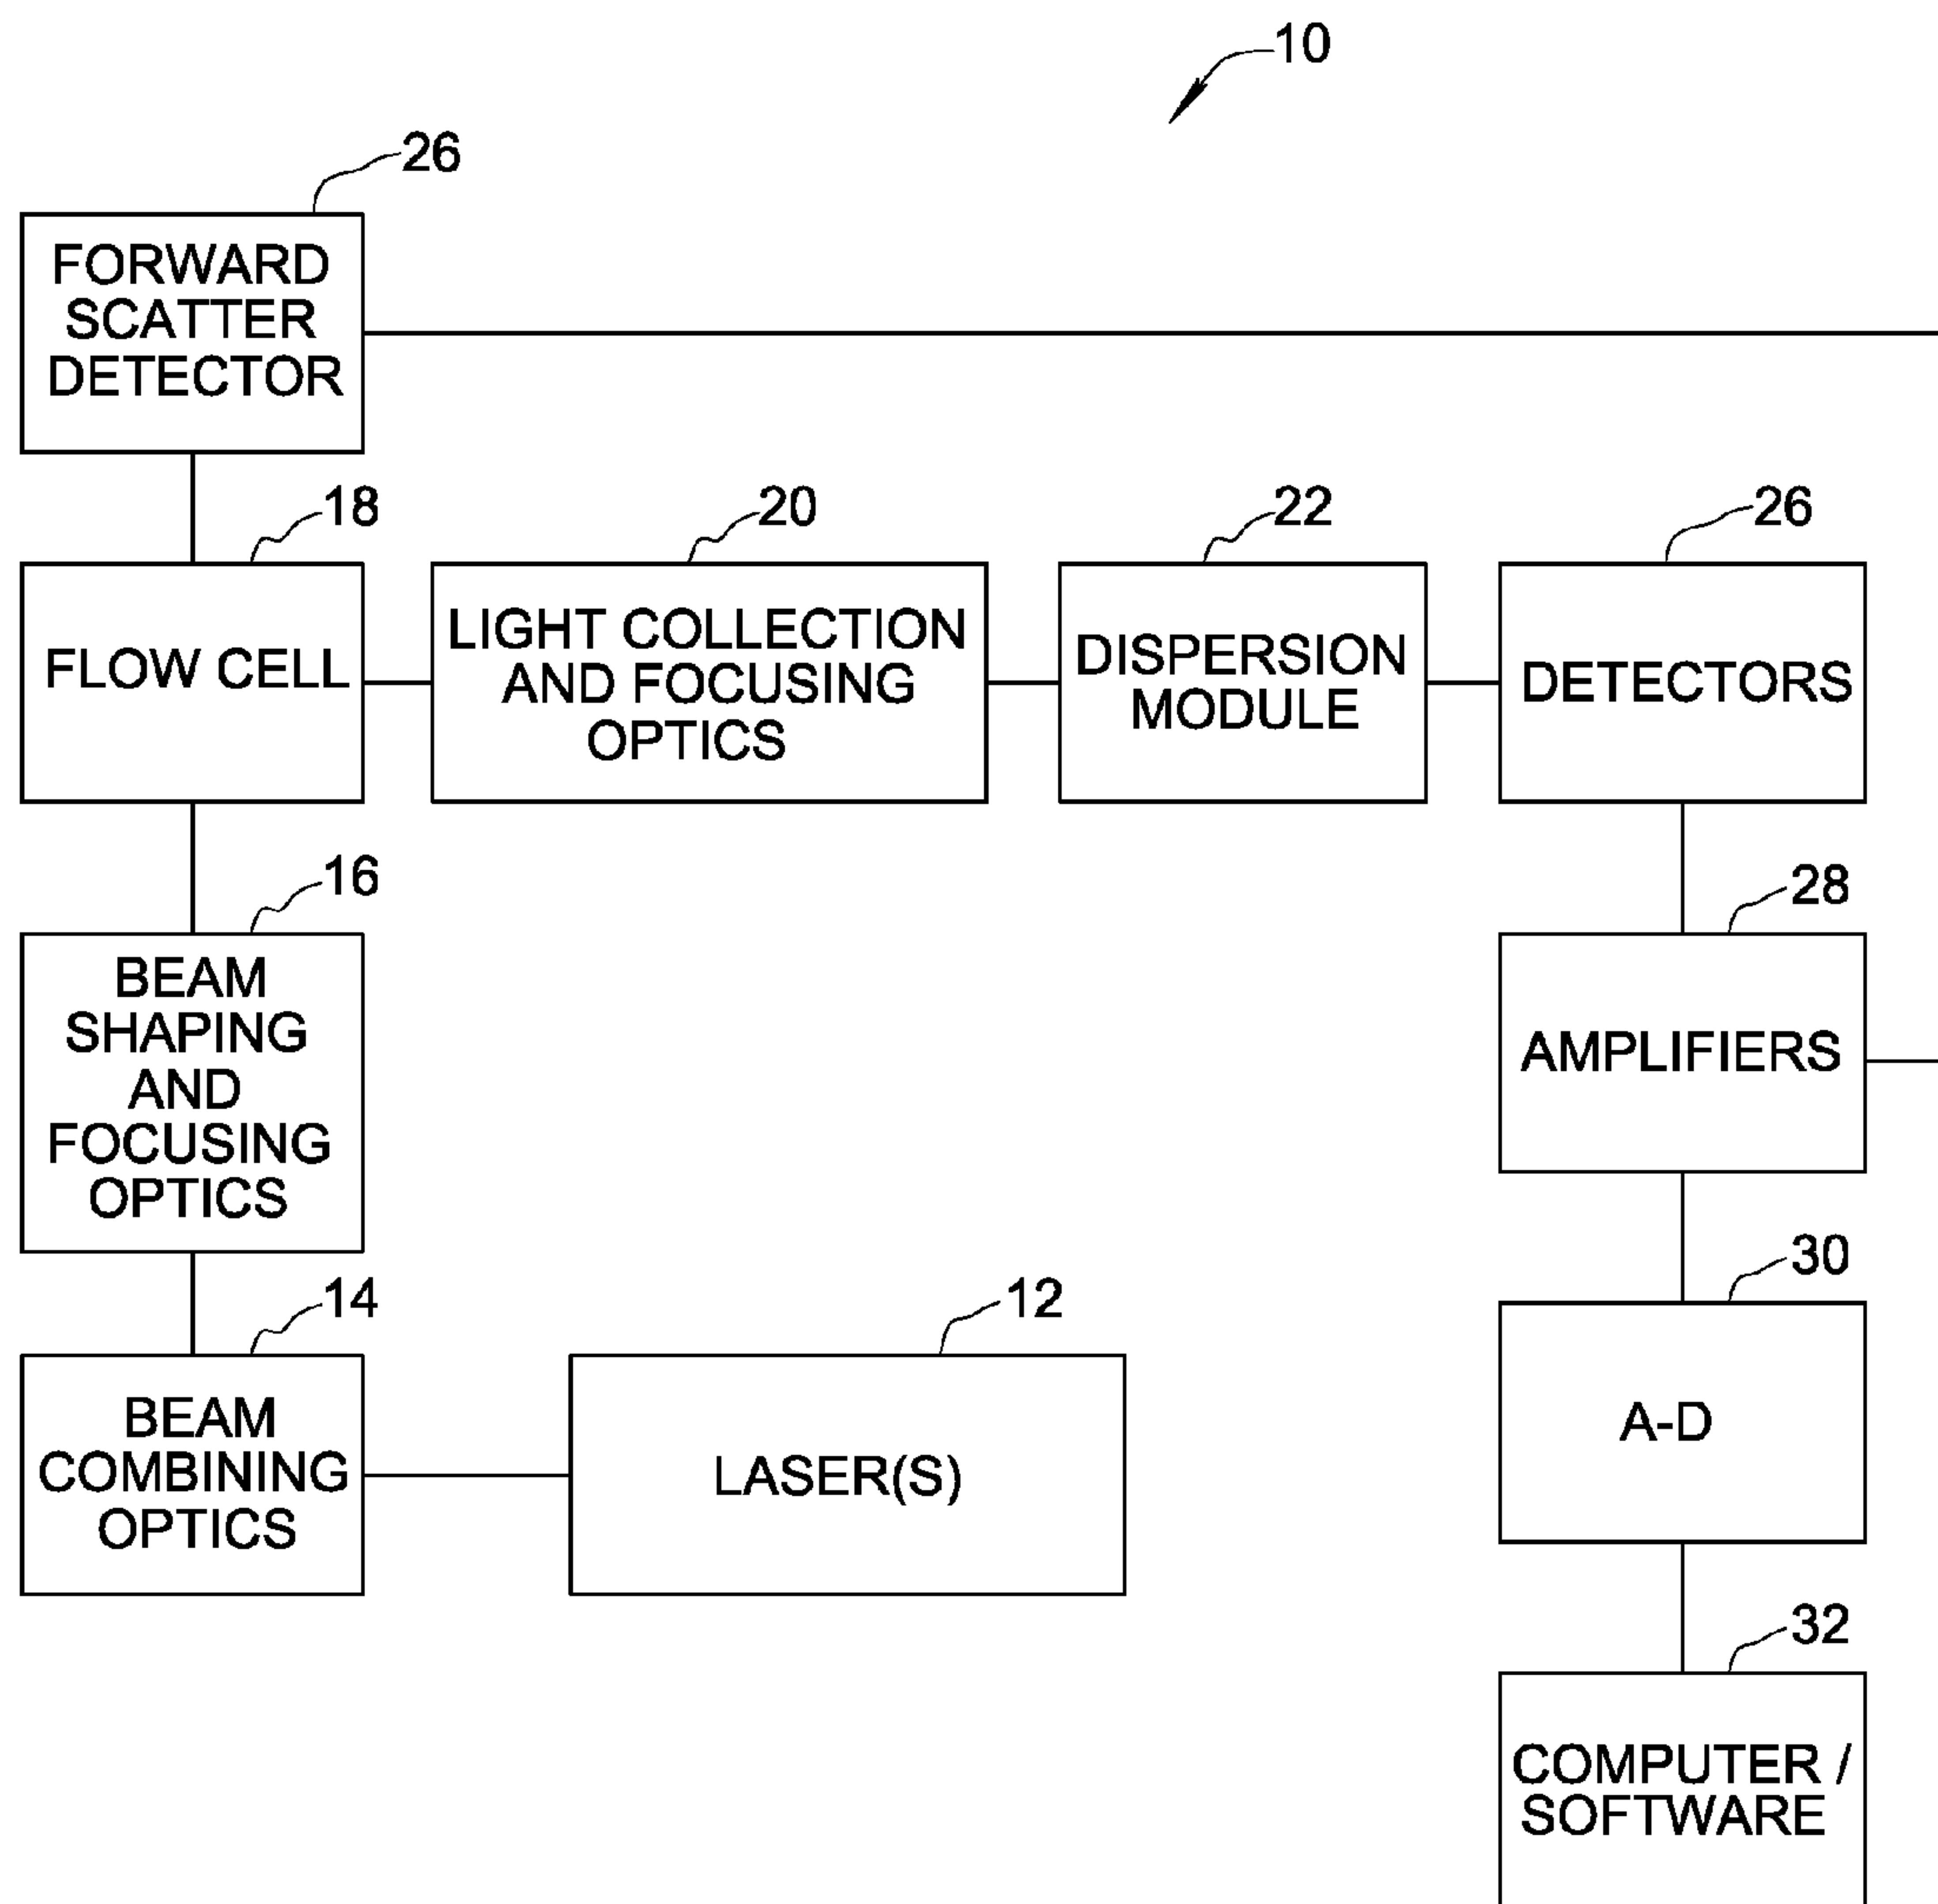 10
26
FORWARD
SCATTER
DETECTOR
18
FLOW CELL
20
LIGHT COLLECTION
AND FOCUSING
OPTICS
22
DISPERSION
MODULE
26
DETECTORS
16
BEAM
SHAPING
AND
FOCUSING
OPTICS
28
AMPLIFIERS
14
BEAM
COMBINING
OPTICS
12
LASER(S)
30
A-D
32
COMPUTER /
SOFTWARE